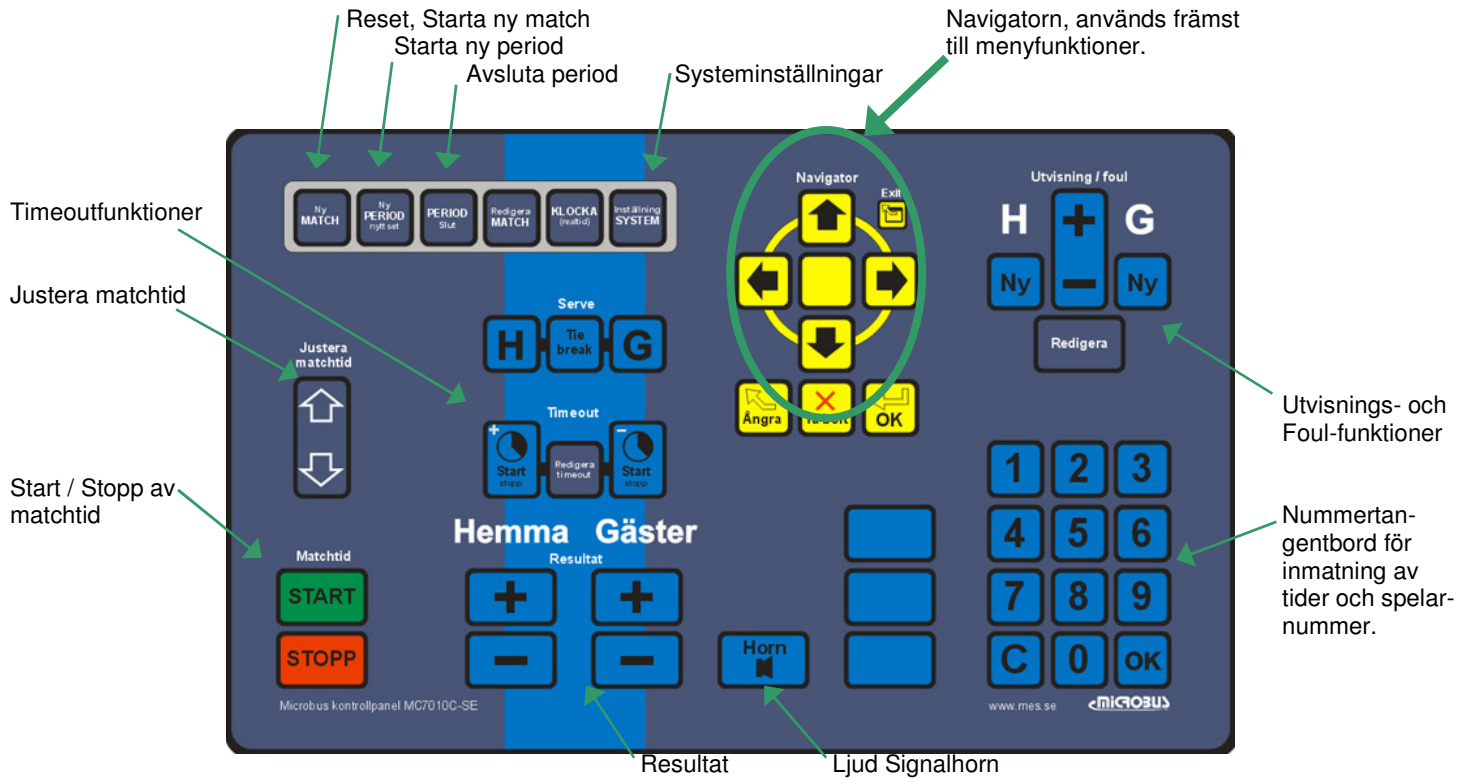 Reset, Starta ny match
Starta ny period
Avsluta period
Systeminställningar
Navigatorn, används främst
till menyfunktioner.
Timeoutfunktioner
Justera matchtid
Start / Stopp av
matchtid
Ny
MATCH
Ny
PERIOD
nytt set
PERIOD
Slut
Redigera
MATCH
KLOCKA
(realtid)
Inställning
SYSTEM
Navigator
Exit
Utvisning / foul
H
+
G
Ny
−
Ny
Redigera
Serve
H
Tie
break
G
Justera
matchtid
Ångra
OK
Timeout
+
Start
stopp
Redigera
timeout
−
Start
stopp
Hemma Gäster
Resultat
+ +
− −
Matchtid
START
STOPP
Horn
1 2 3
4 5 6
7 8 9
C 0 OK
Microbus kontrollpanel MC7010C-SE
www.mes.se
MICROBUS
Utvisnings- och
Foul-funktioner
Nummertan-
gentbord för
inmatning av
tider och spelar-
nummer.
Resultat
Ljud Signalhorn